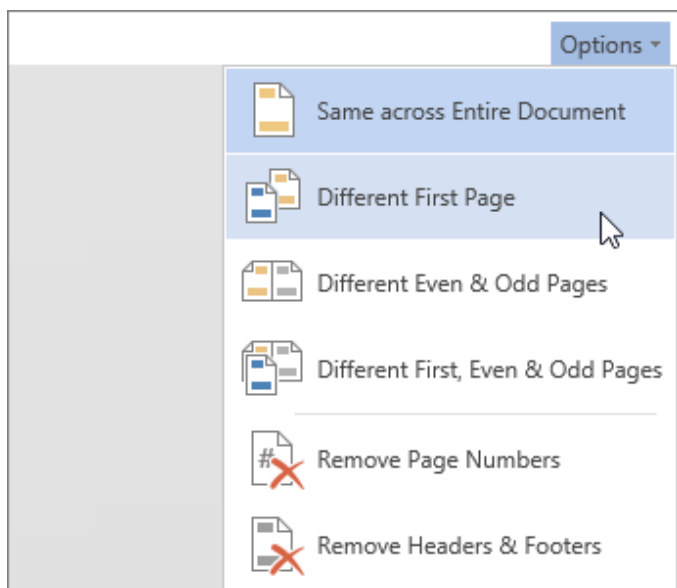 Options
Same across Entire Document
Different First Page
Different Even & Odd Pages
Different First, Even & Odd Pages
#
Remove Page Numbers
Remove Headers & Footers